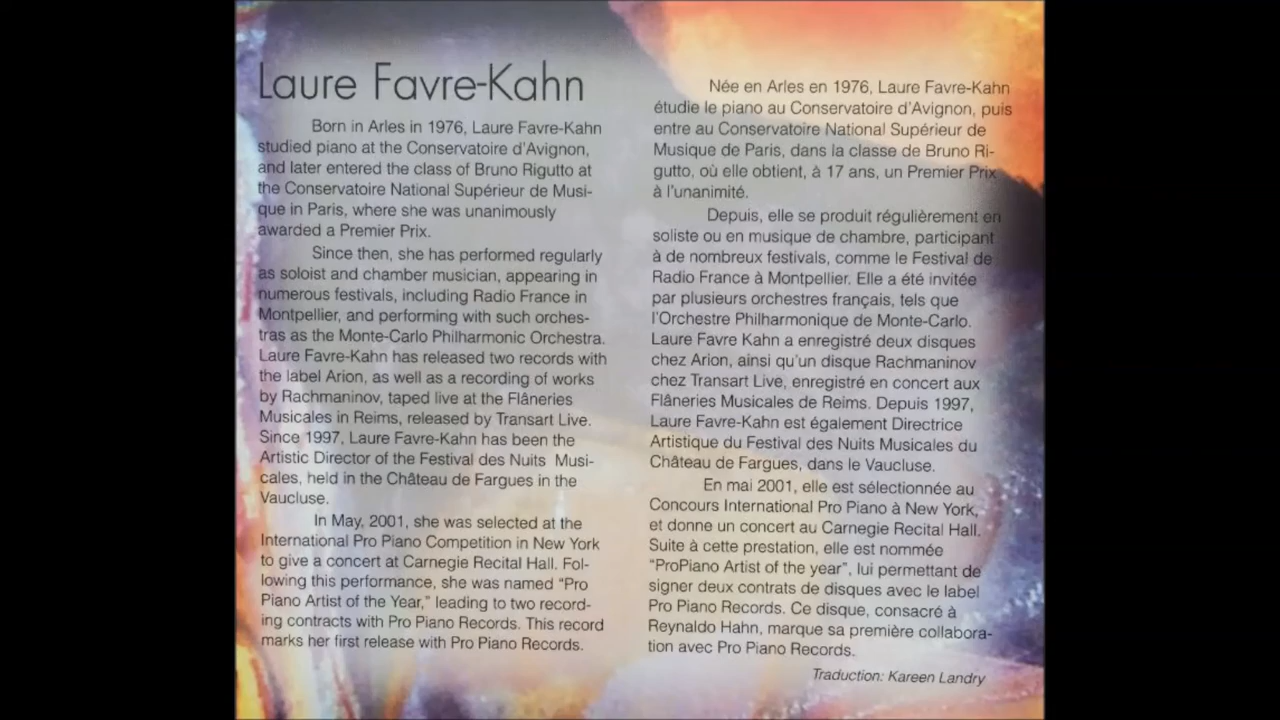 Laure Favre-Kahn
Born in Arles in 1976, Laure Favre-Kahn
studied piano at the Conservatoire d'Avignon,
and later entered the class of Bruno Rigutto at
the Conservatoire National Supérieur de Musi-
que in Paris, where she was unanimously
awarded a Premier Prix.
Since then, she has performed regularly
as soloist and chamber musician, appearing in
numerous festivals, including Radio France in
Montpellier, and performing with such orches-
tras as the Monte-Carlo Philharmonic Orchestra.
Laure Favre-Kahn has released two records with
the label Arion, as well as a recording of works
by Rachmaninov, taped live at the Flâneries
Musicales in Reims, released by Transart Live.
Since 1997, Laure Favre-Kahn has been the
Artistic Director of the Festival des Nuits Musi-
cales, held in the Château de Fargues in the
Vaucluse.
In May, 2001, she was selected at the
International Pro Piano Competition in New York
to give a concert at Carnegie Recital Hall. Fol-
lowing this performance, she was named “Pro
Piano Artist of the Year,” leading to two record-
ing contracts with Pro Piano Records. This record
marks her first release with Pro Piano Records.
Née en Arles en 1976, Laure Favre-Kahn
étudie le piano au Conservatoire d'Avignon, puis
entre au Conservatoire National Supérieur de
Musique de Paris, dans la classe de Bruno Ri-
gutto, où elle obtient, à 17 ans, un Premier Prix
à l'unanimité.
Depuis, elle se produit régulièrement en
soliste ou en musique de chambre, participant
à de nombreux festivals, comme le Festival de
Radio France à Montpellier. Elle a été invitée
par plusieurs orchestres français, tels que
l'Orchestre Philharmonique de Monte-Carlo.
Laure Favre Kahn a enregistré deux disques
chez Arion, ainsi qu'un disque Rachmaninov
chez Transart Live, enregistré en concert aux
Flâneries Musicales de Reims. Depuis 1997,
Laure Favre-Kahn est également Directrice
Artistique du Festival des Nuits Musicales du
Château de Fargues, dans le Vaucluse.
En mai 2001, elle est sélectionnée au
Concours International Pro Piano à New York,
et donne un concert au Carnegie Recital Hall.
Suite à cette prestation, elle est nommée
“ProPiano Artist of the year”, lui permettant de
signer deux contrats de disques avec le label
Pro Piano Records. Ce disque, consacré à
Reynaldo Hahn, marque sa première collabora-
tion avec Pro Piano Records.
Traduction: Kareen Landry